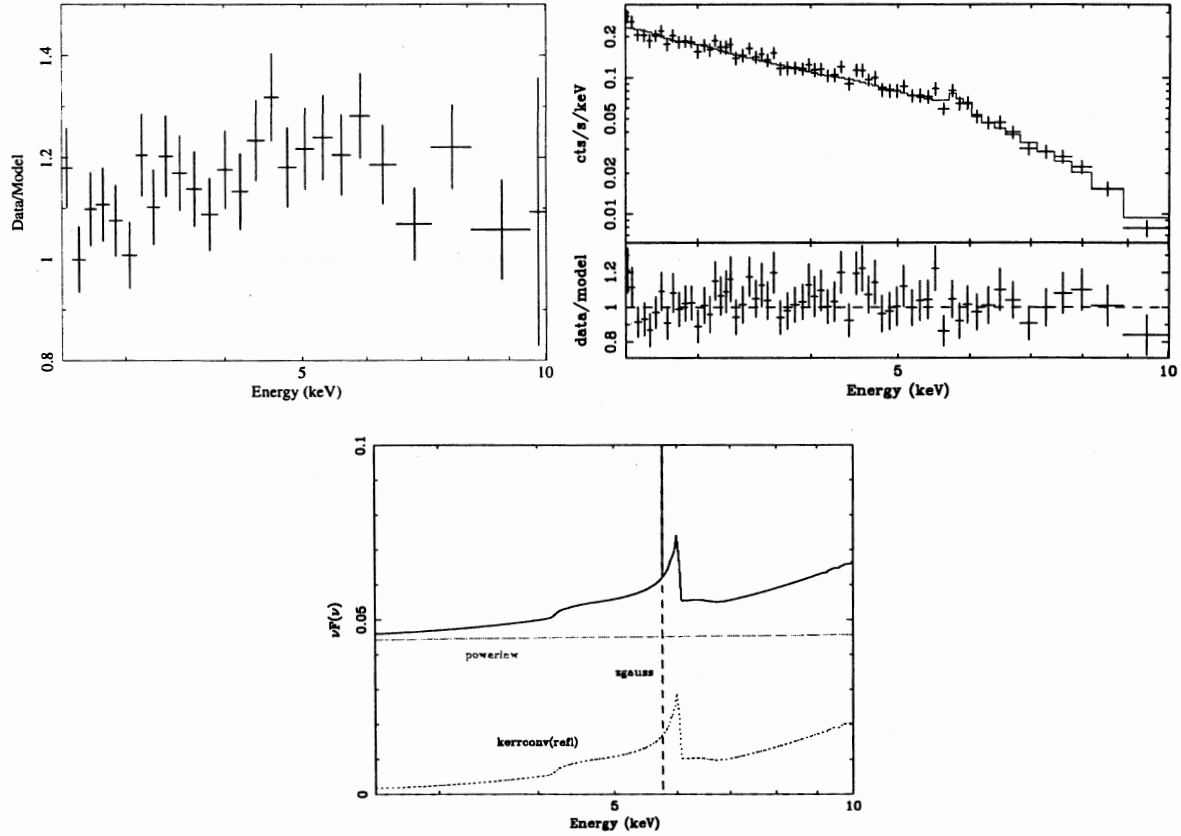 1.4
1.2
1
0.8
Data/Model
5
10
Energy (keV)
0.2
0.1
0.05
0.02
0.01
cts/s/keV
1.2
1
0.8
data/model
5
10
Energy (keV)
0.1
0.05
0
νF(ν)
powerlaw
zgauss
kerrconv(refl)
5
10
Energy (keV)